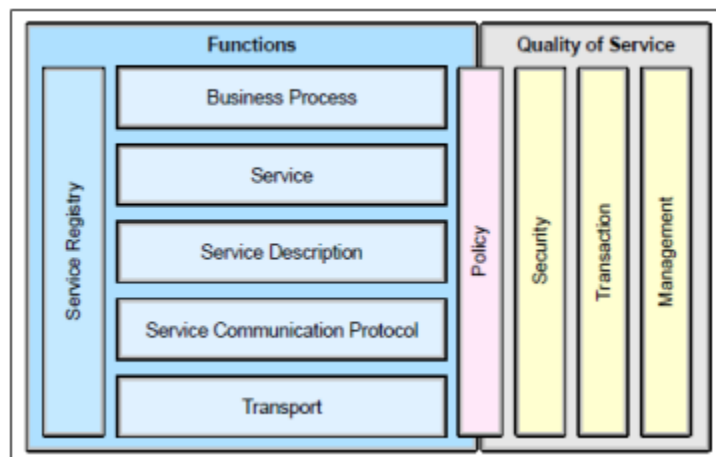 Functions
Quality of Service
Service Registry
Business Process
Service
Service Description
Service Communication Protocol
Transport
Policy
Security
Transaction
Management